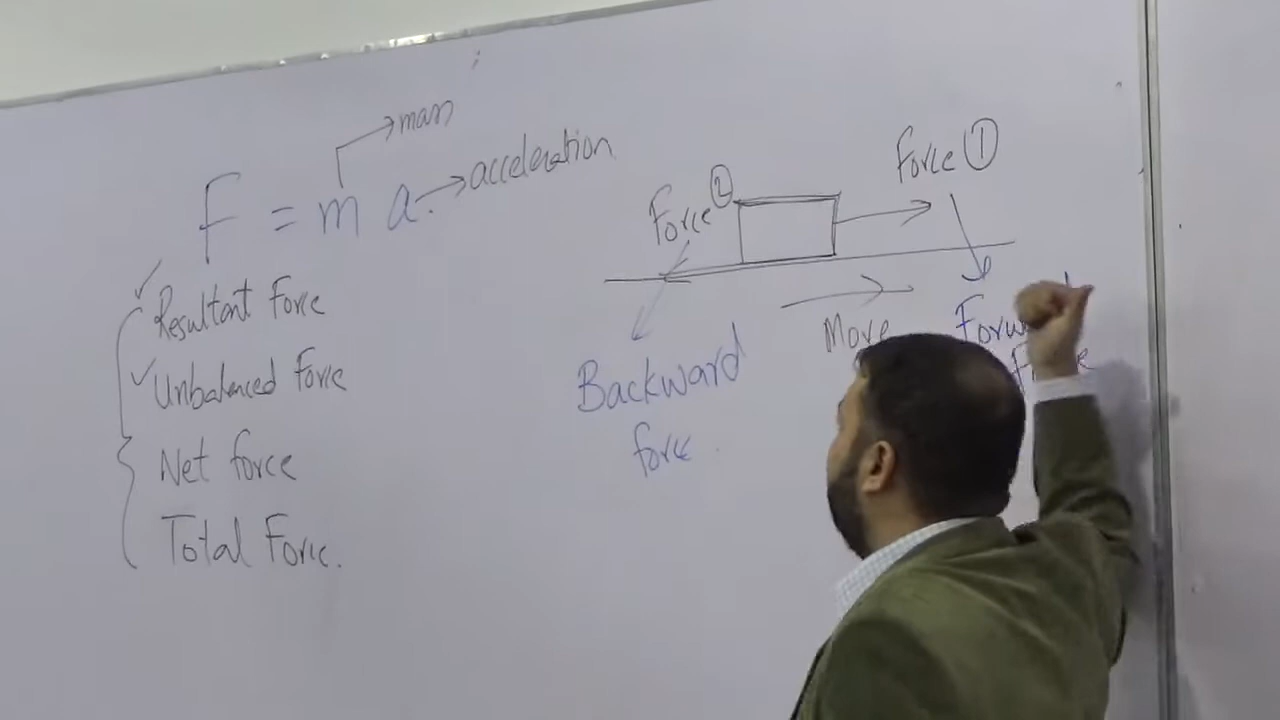 mass
acceleration
F = m a.
Resultant Force
Unbalanced Force
Net force
Total Force.
Force ①
Force ②
Move
Backward
force